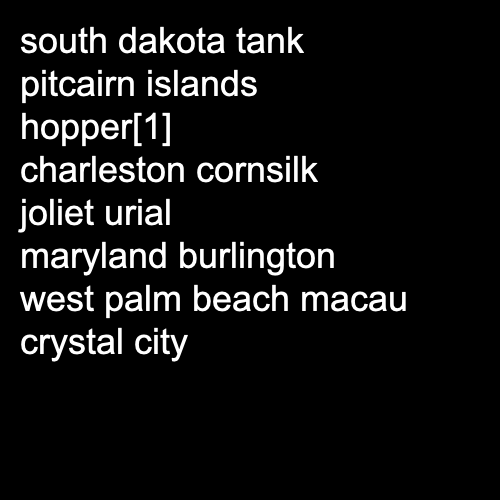 south dakota tank
pitcairn islands
hopper[1]
charleston cornsilk
joliet urial
maryland burlington
west palm beach macau
crystal city